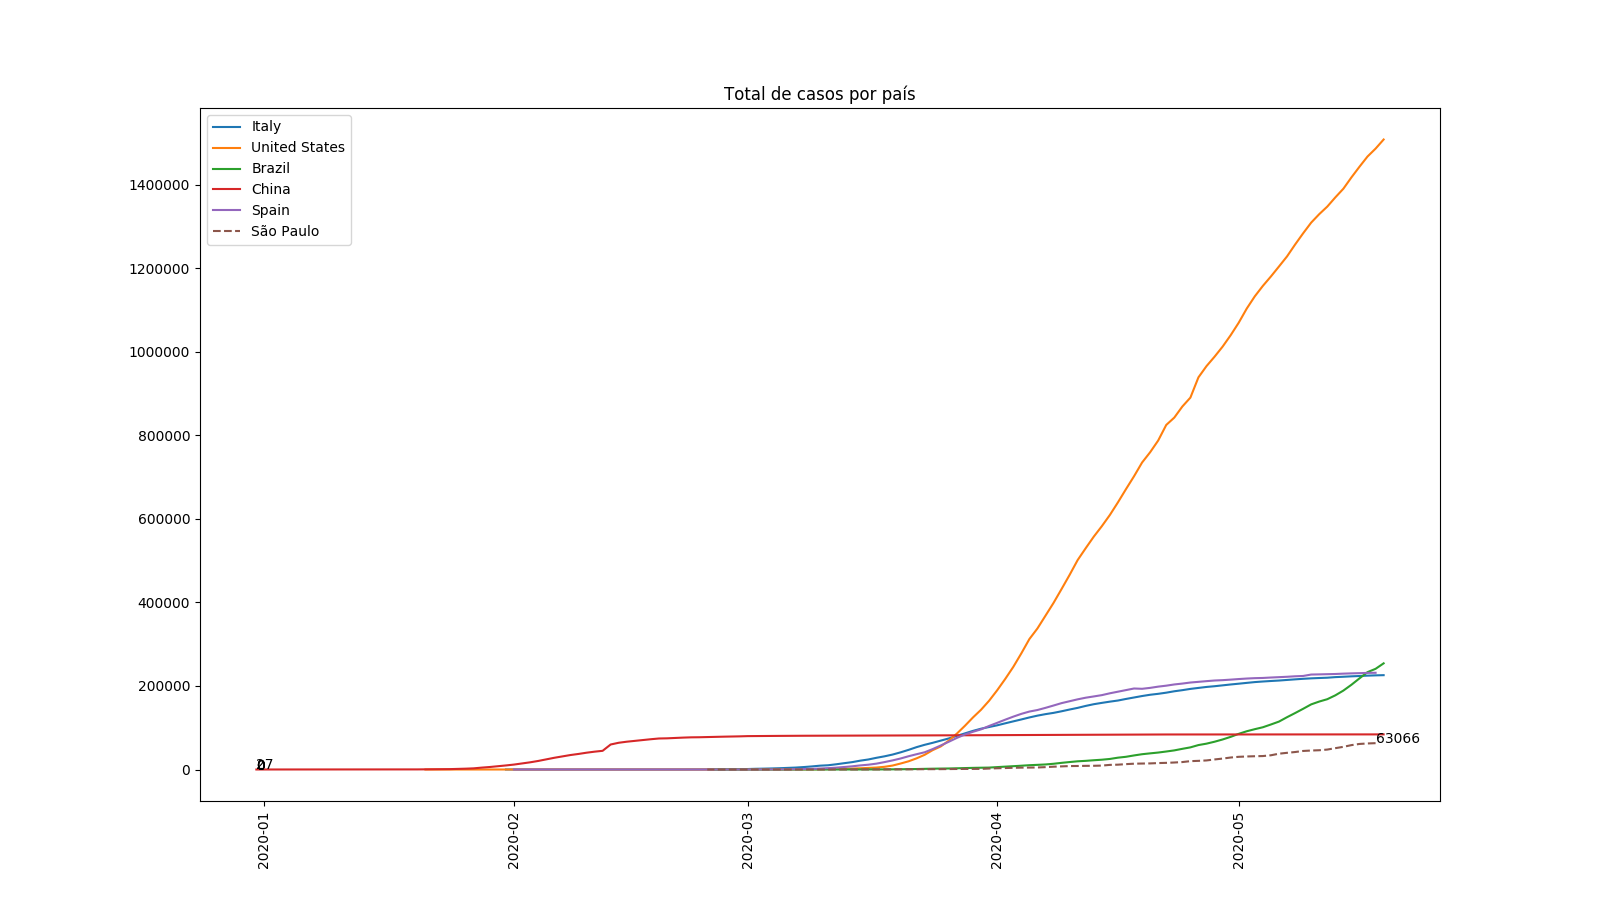 Total de casos por país
Italy
United States
Brazil
China
Spain
São Paulo
1400000
1200000
1000000
800000
600000
400000
200000
0
63066
2020-01
2020-02
2020-03
2020-04
2020-05